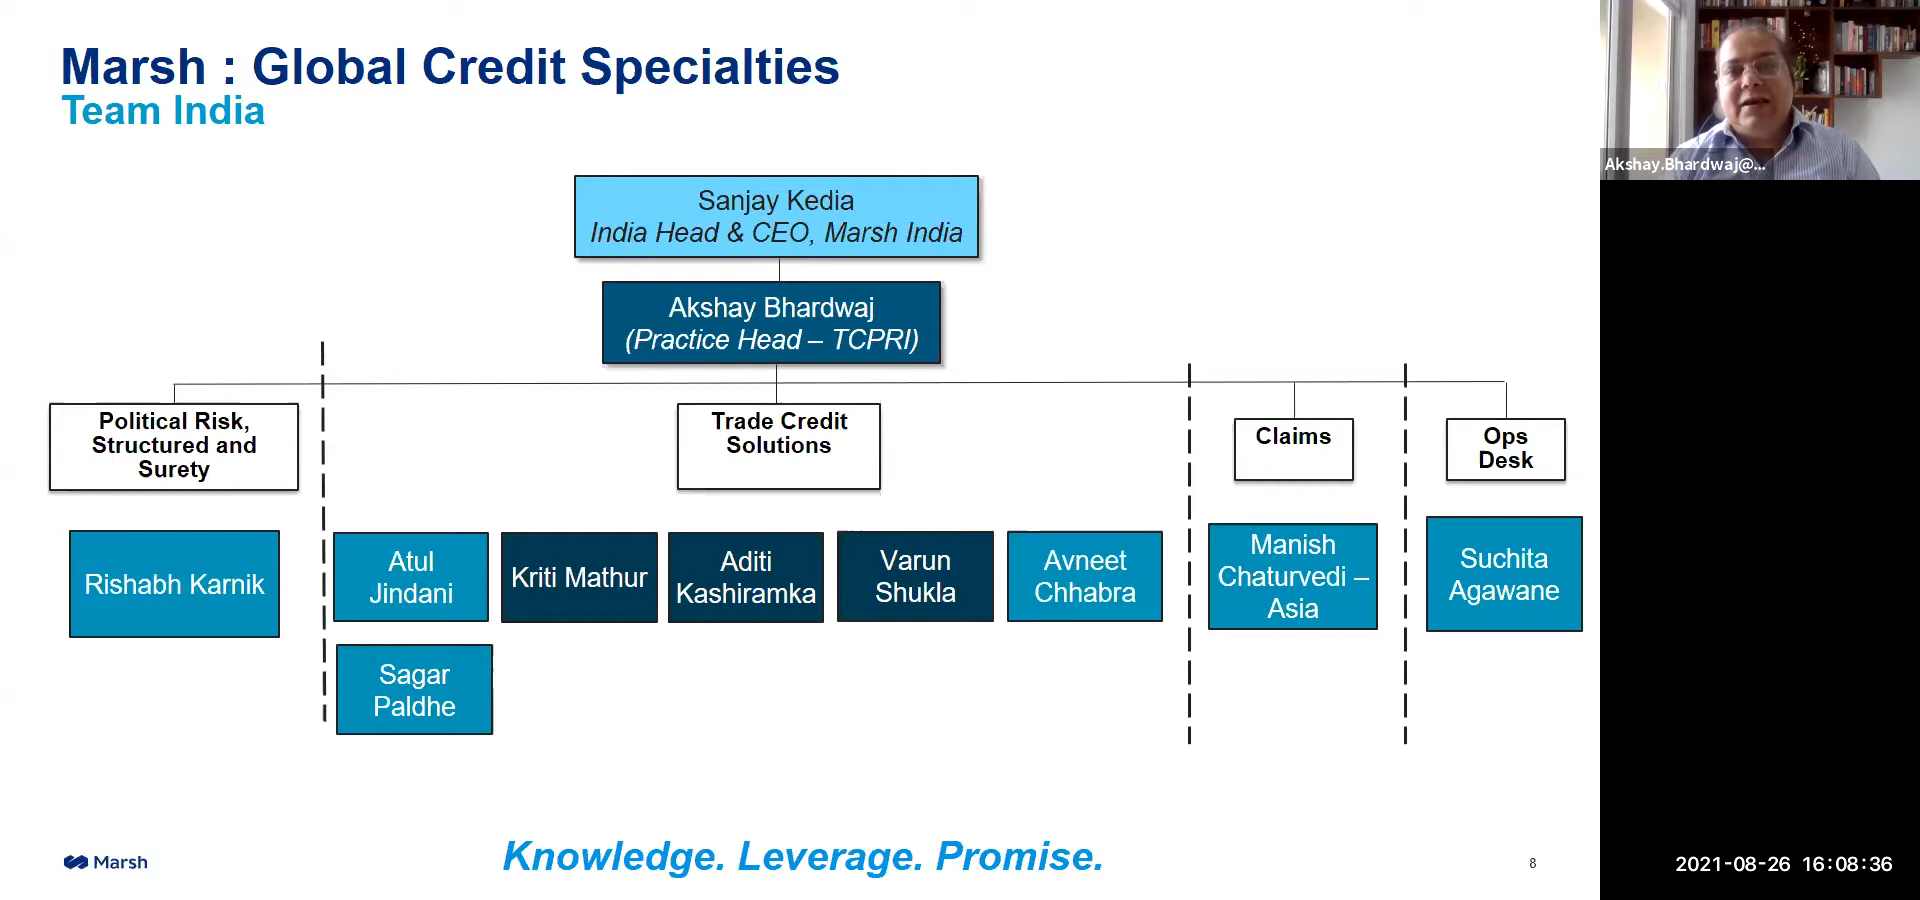 Marsh : Global Credit Specialties
Team India
Akshay.Bhardwaj@...
Sanjay Kedia
India Head & CEO, Marsh India
Akshay Bhardwaj
(Practice Head – TCPRI)
Political Risk,
Structured and
Surety
Trade Credit
Solutions
Claims
Ops
Desk
Rishabh Karnik
Atul
Jindani
Kriti Mathur
Aditi
Kashiramka
Varun
Shukla
Avneet
Chhabra
Manish
Chaturvedi –
Asia
Suchita
Agawane
Sagar
Paldhe
Marsh
Knowledge. Leverage. Promise.
8
2021-08-26 16:08:36